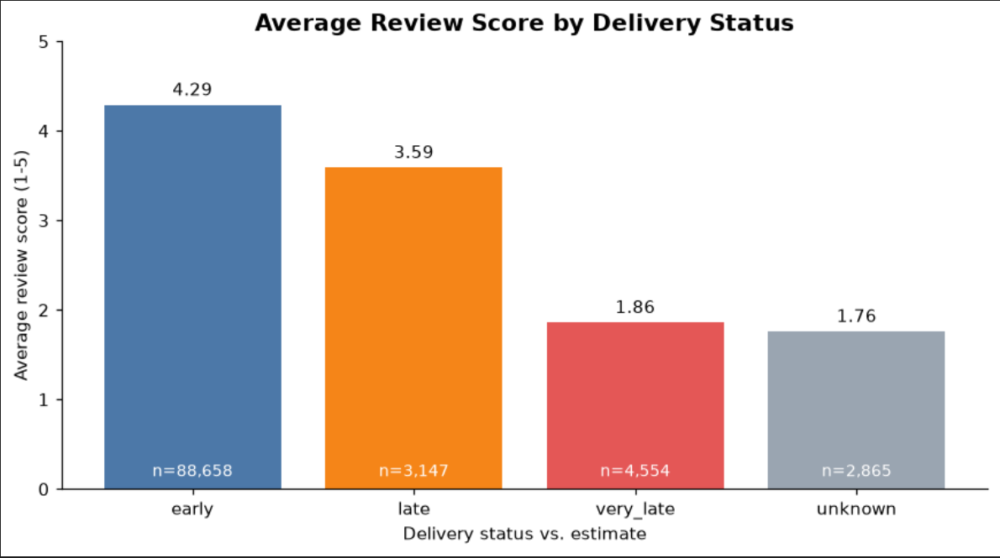 Average Review Score by Delivery Status
Average review score (1-5)
5
4
3
2
1
0
4.29
3.59
1.86
1.76
n=88,658
n=3,147
n=4,554
n=2,865
early
late
very_late
unknown
Delivery status vs. estimate